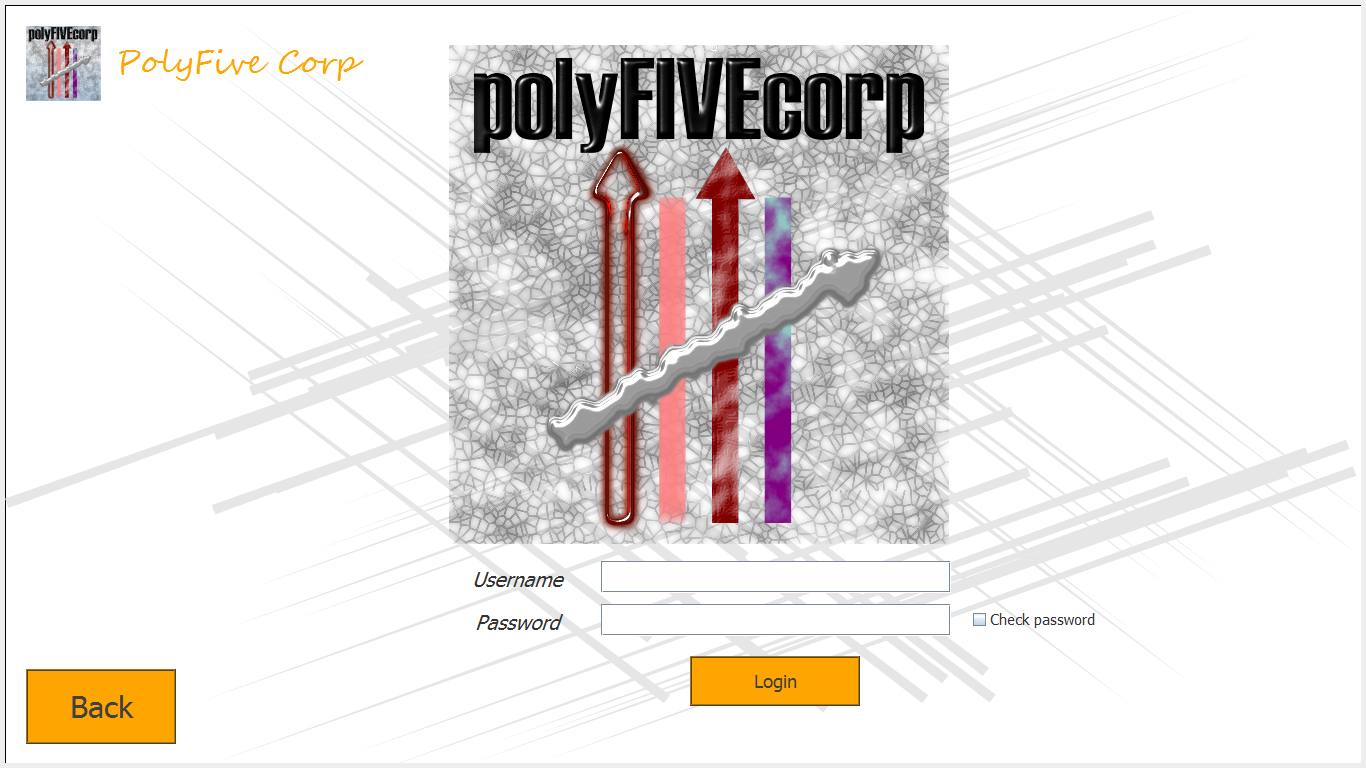 polyFIVEcorp
PolyFive Corp
polyFIVEcorp
Username
Password
Check password
Login
Back